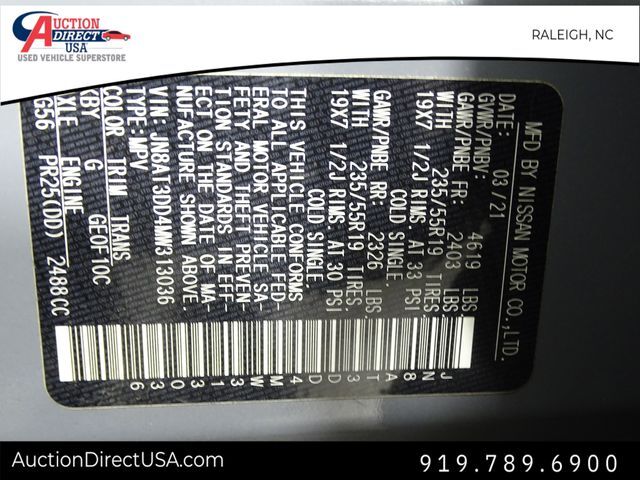 AUCTION
DIRECT
USA
USED VEHICLE SUPERSTORE
RALEIGH, NC
MFD BY NISSAN MOTOR CO.,LTD.
03/21
GVWR/PNBV: 4619 LBS.
GAWR/PNBE FR: 2403 LBS.
WITH 235/55R19 TIRES,
19X7 1/2J RIMS, AT 33 PSI
COLD SINGLE,
GAWR/PNBE RR: 2326 LBS.
WITH 235/55R19 TIRES,
19X7 1/2J RIMS, AT 30 PSI
COLD SINGLE
THIS VEHICLE CONFORMS
TO ALL APPLICABLE FED-
ERAL MOTOR VEHICLE SA-
FETY AND THEFT PREVEN-
TION STANDARDS IN EFF-
ECT ON THE DATE OF MA-
NUFACTURE SHOWN ABOVE.
VIN: JN8AT3DD4MW313036
TYPE: MPV
COLOR TRIM TRANS
KBY G GE0F10C
AXLE ENGINE
G56 PR25(DD) 2488CC
JN8AT3DD4MW313036
AuctionDirectUSA.com
919.789.6900